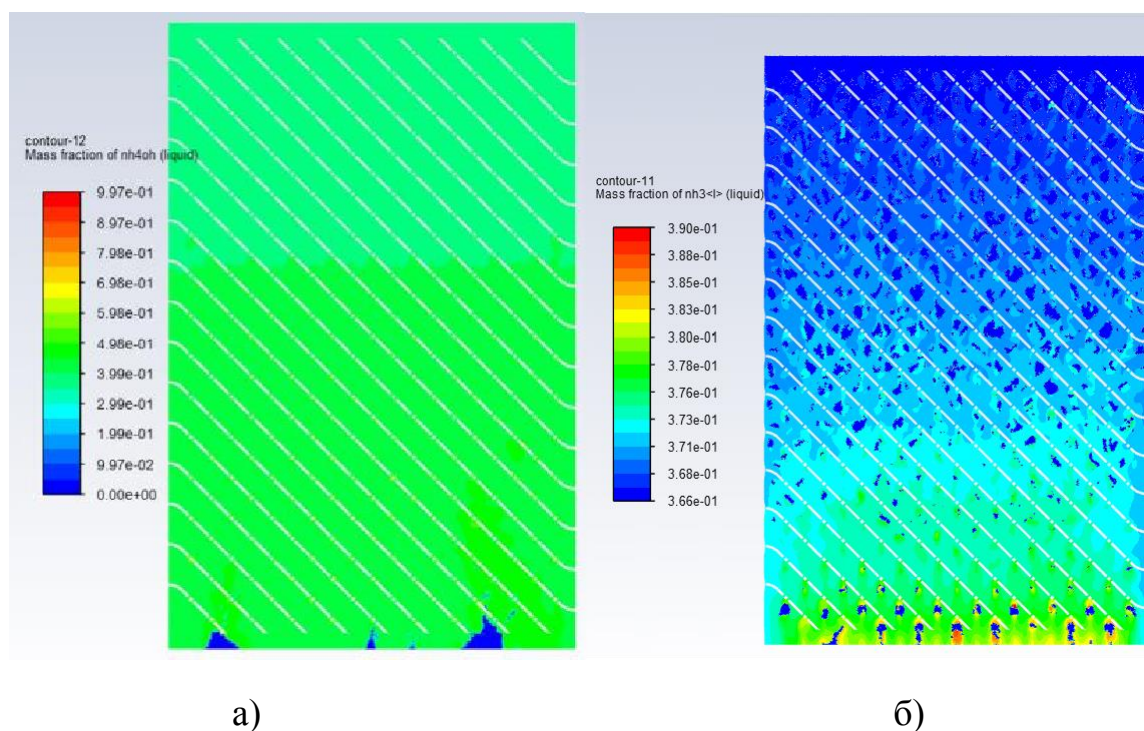 contour-12
Mass fraction of nh4oh (liquid)
9.97e-01
8.97e-01
7.98e-01
6.98e-01
5.98e-01
4.98e-01
3.99e-01
2.99e-01
1.99e-01
9.97e-02
0.00e+00
contour-11
Mass fraction of nh3<l> (liquid)
3.90e-01
3.88e-01
3.85e-01
3.83e-01
3.80e-01
3.78e-01
3.76e-01
3.73e-01
3.71e-01
3.68e-01
3.66e-01
а)
б)